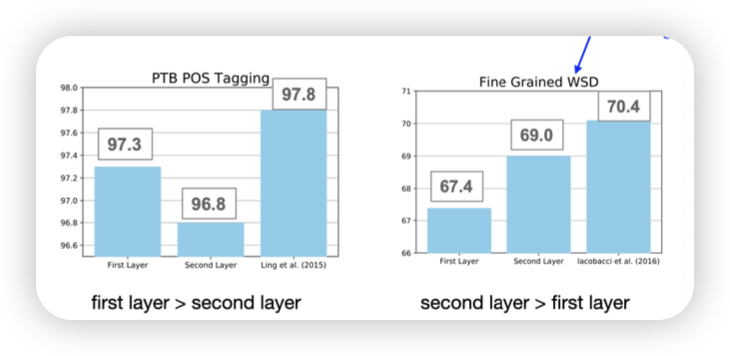 PTB POS Tagging
98.0
97.8
97.6
97.4
97.2
97.0
96.8
96.6
97.3
96.8
97.8
First Layer
Second Layer
Ling et al. (2015)
first layer > second layer
Fine Grained WSD
71
70
69
68
67
66
67.4
69.0
70.4
First Layer
Second Layer
Iacobacci et al. (2016)
second layer > first layer